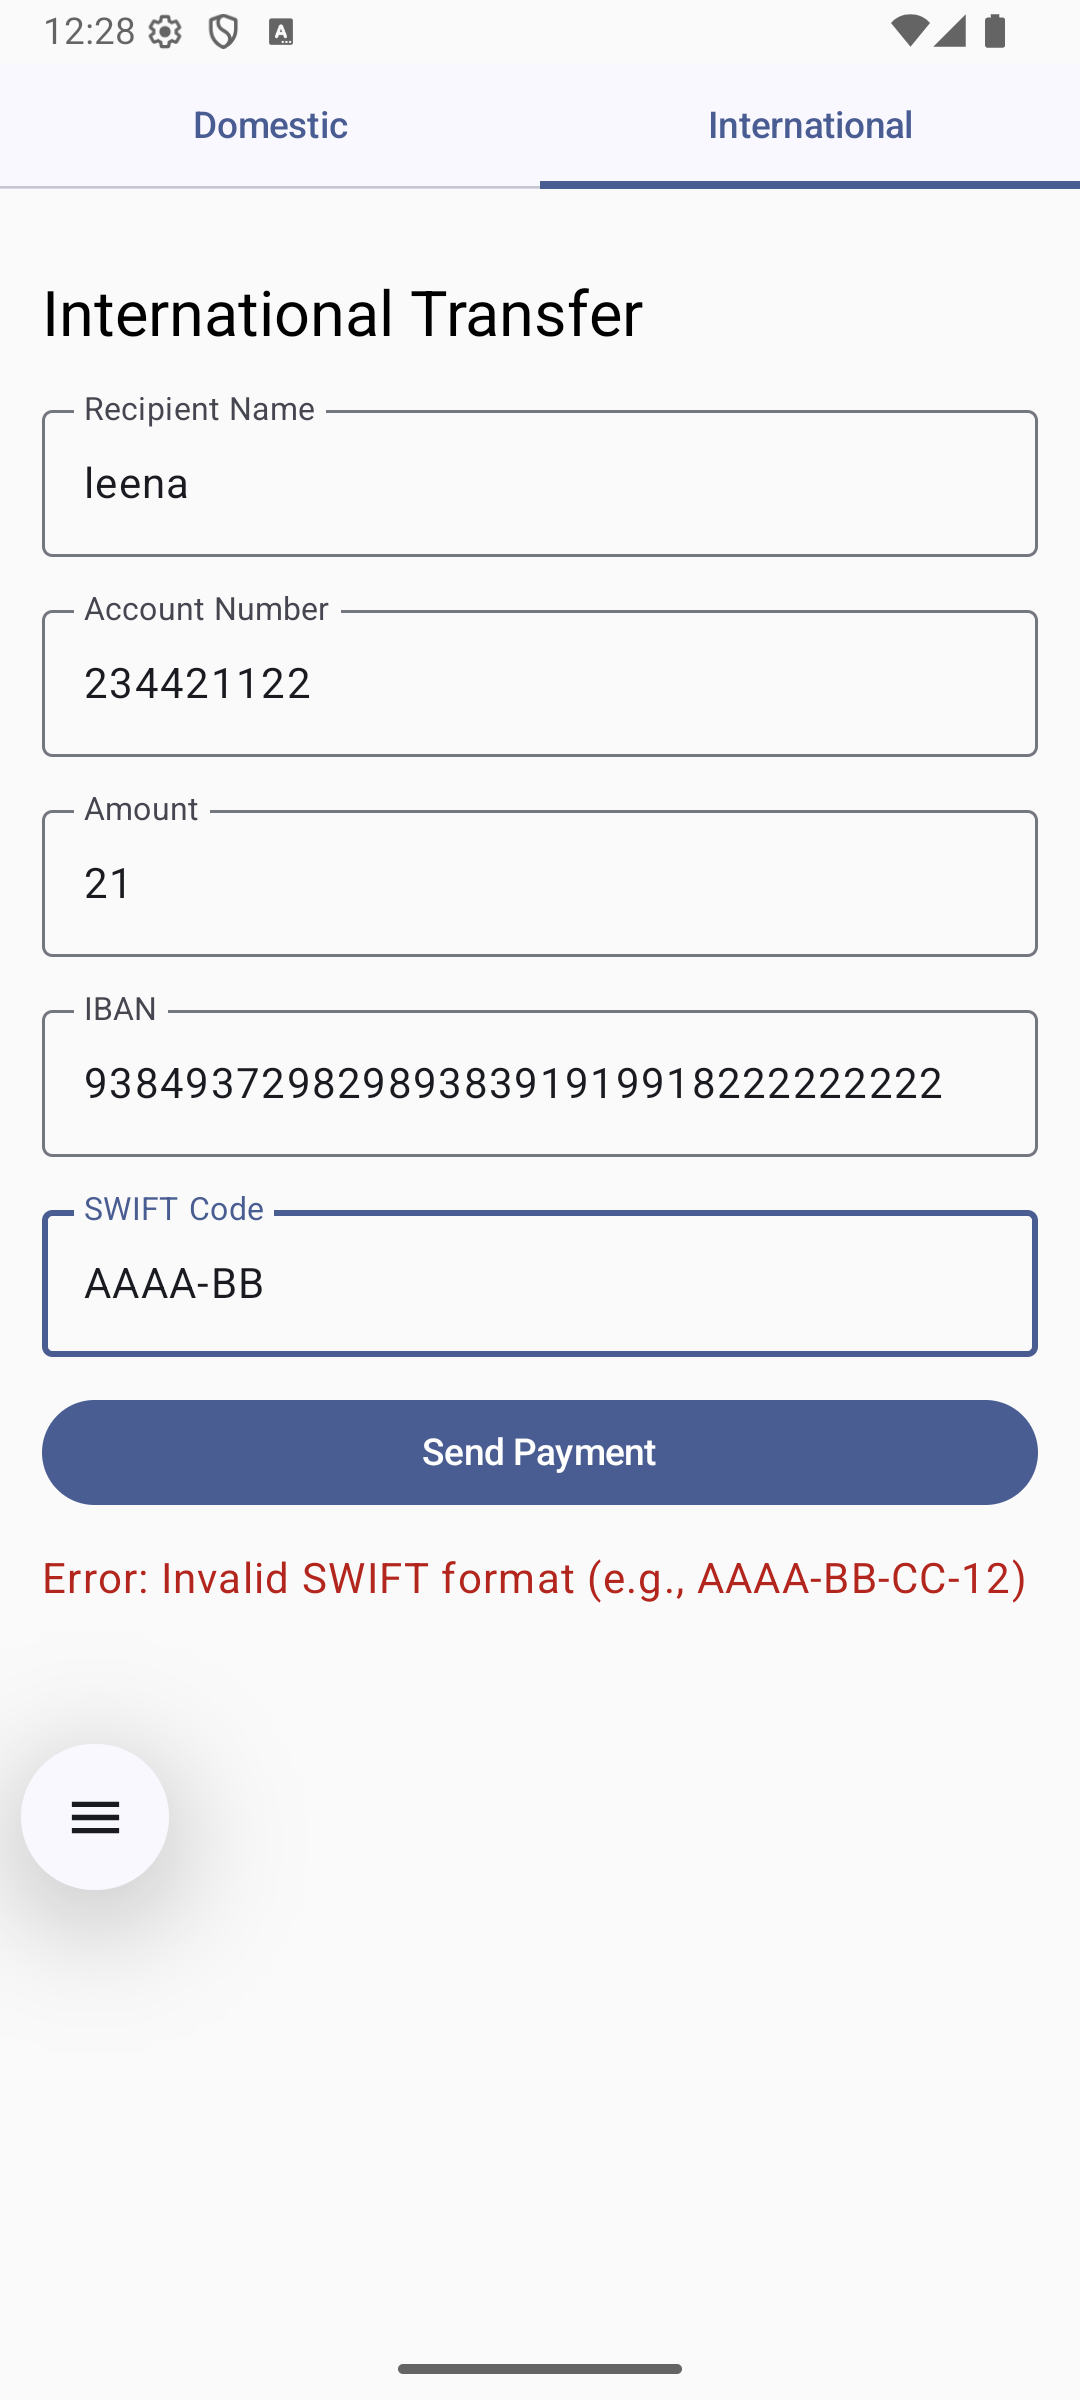 12:28
Domestic
International
International Transfer
Recipient Name
leena
Account Number
234421122
Amount
21
IBAN
9384937298298938391919918222222222
SWIFT Code
AAAA-BB
Send Payment
Error: Invalid SWIFT format (e.g., AAAA-BB-CC-12)